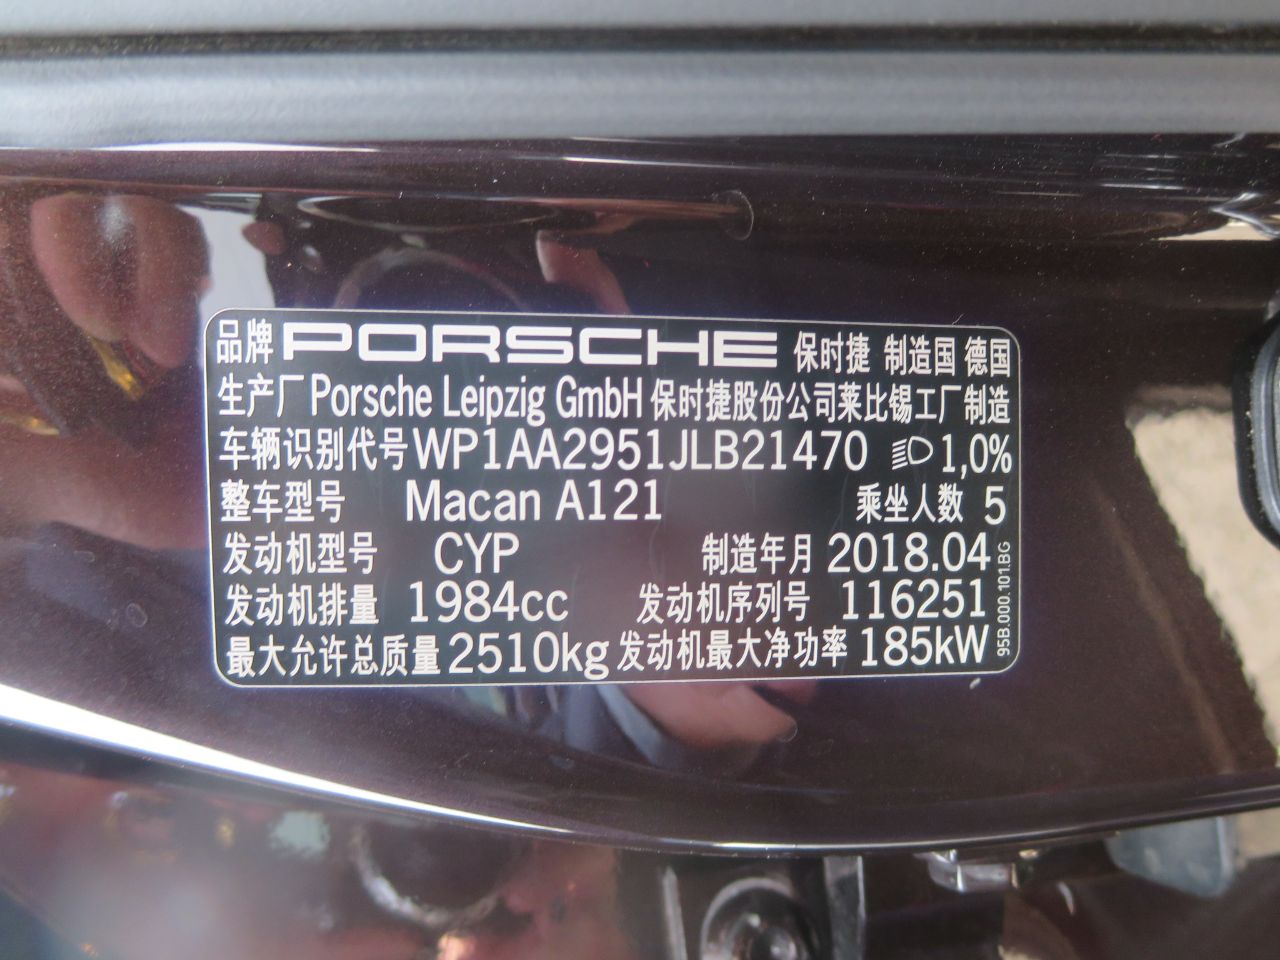 品牌 PORSCHE 保时捷 制造国 德国
生产厂 Porsche Leipzig GmbH 保时捷股份公司莱比锡工厂制造
车辆识别代号 WP1AA2951JLB21470 1,0%
整车型号 Macan A121 乘坐人数 5
发动机型号 CYP 制造年月 2018.04
发动机排量 1984cc 发动机序列号 116251
最大允许总质量 2510kg 发动机最大净功率 185kW
95B.000.101.BG